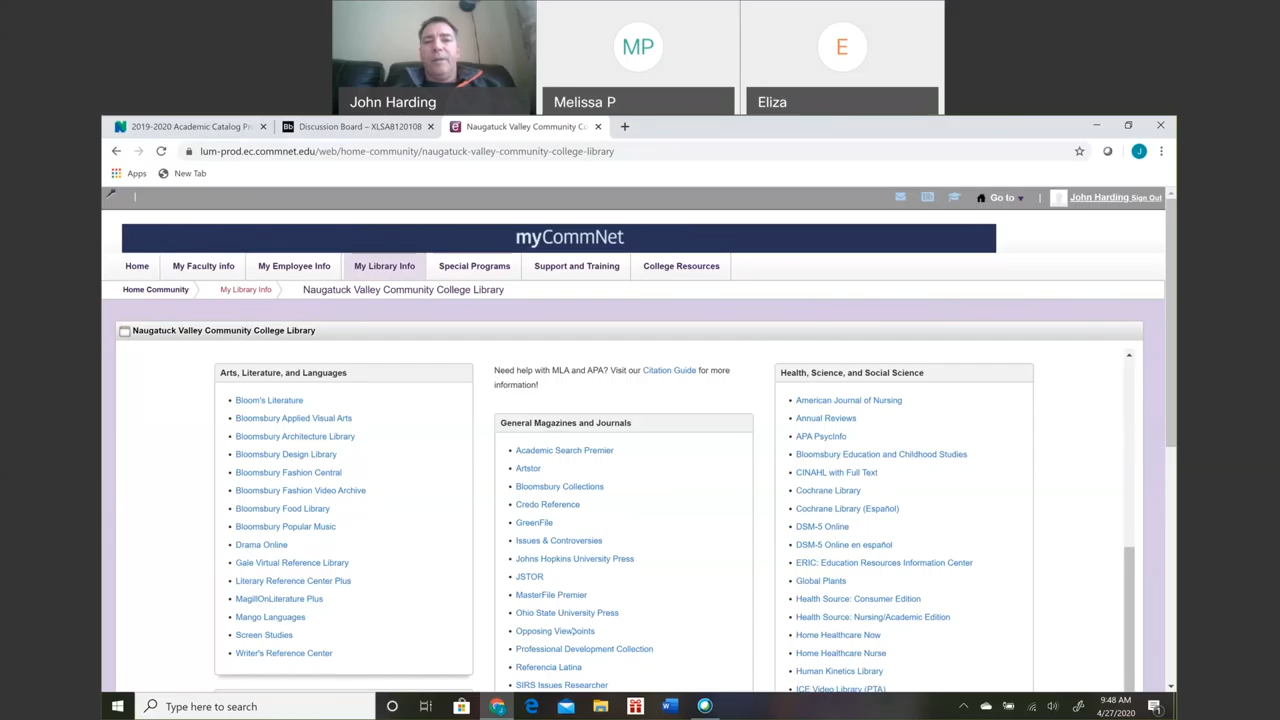 MP
E
John Harding
Melissa P
Eliza
2019-2020 Academic Catalog Pr
Bb
Discussion Board – XLSA8120108
e
Naugatuck Valley Community Co
lum-prod.ec.commnet.edu/web/home-community/naugatuck-valley-community-college-library
J
Apps
New Tab
Bb
Go to
John Harding Sign Out
myCommNet
Home
My Faculty info
My Employee Info
My Library Info
Special Programs
Support and Training
College Resources
Home Community
My Library Info
Naugatuck Valley Community College Library
Naugatuck Valley Community College Library
Arts, Literature, and Languages
Bloom's Literature
Bloomsbury Applied Visual Arts
Bloomsbury Architecture Library
Bloomsbury Design Library
Bloomsbury Fashion Central
Bloomsbury Fashion Video Archive
Bloomsbury Food Library
Bloomsbury Popular Music
Drama Online
Gale Virtual Reference Library
Literary Reference Center Plus
MagillOnLiterature Plus
Mango Languages
Screen Studies
Writer's Reference Center
Need help with MLA and APA? Visit our Citation Guide for more
information!
General Magazines and Journals
Academic Search Premier
Artstor
Bloomsbury Collections
Credo Reference
GreenFile
Issues & Controversies
Johns Hopkins University Press
JSTOR
MasterFile Premier
Ohio State University Press
Opposing Viewpoints
Professional Development Collection
Referencia Latina
SIRS Issues Researcher
Health, Science, and Social Science
American Journal of Nursing
Annual Reviews
APA PsycInfo
Bloomsbury Education and Childhood Studies
CINAHL with Full Text
Cochrane Library
Cochrane Library (Español)
DSM-5 Online
DSM-5 Online en español
ERIC: Education Resources Information Center
Global Plants
Health Source: Consumer Edition
Health Source: Nursing/Academic Edition
Home Healthcare Now
Home Healthcare Nurse
Human Kinetics Library
ICE Video Library (PTA)
Type here to search
9:48 AM
4/27/2020